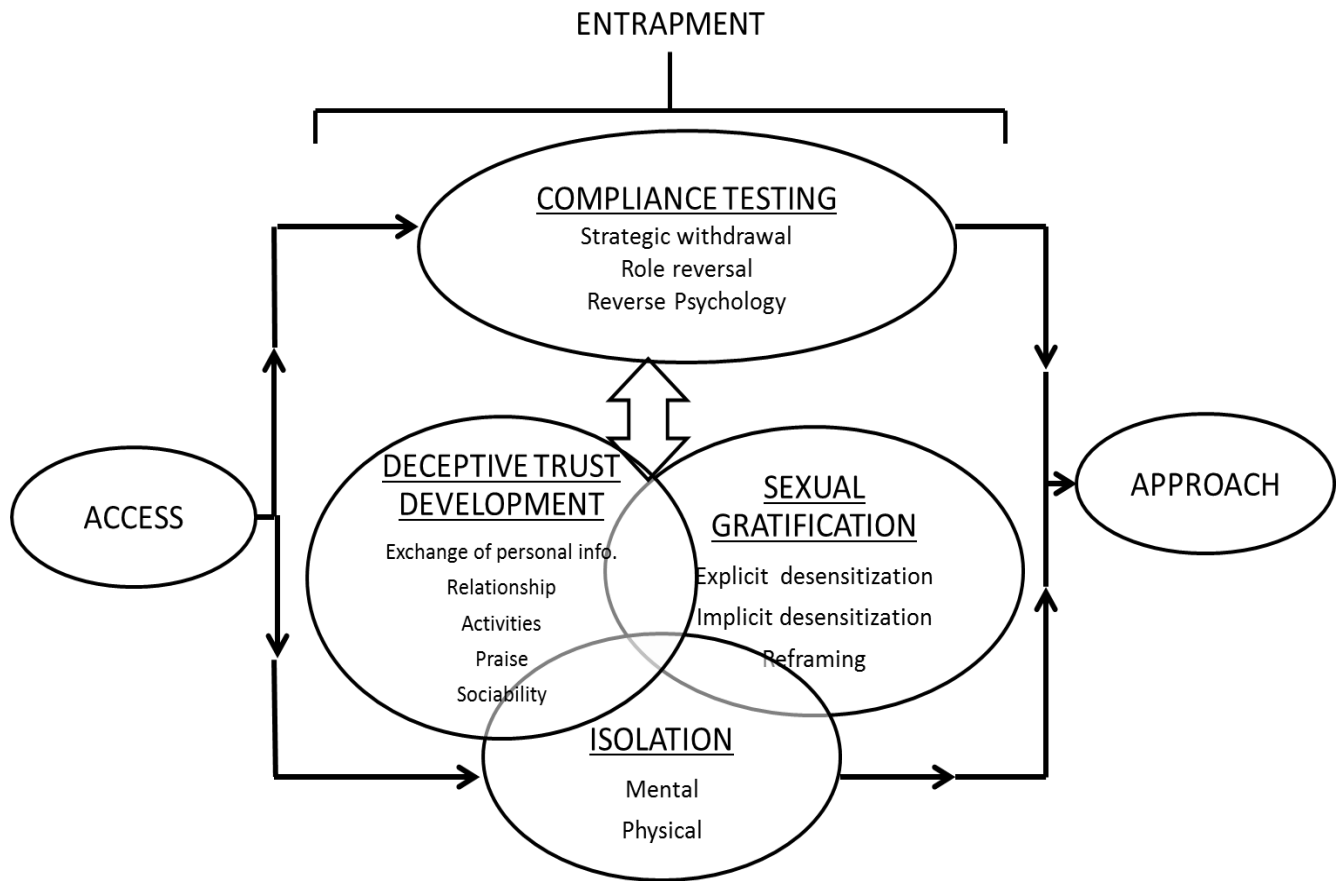 ENTRAPMENT
COMPLIANCE TESTING
Strategic withdrawal
Role reversal
Reverse Psychology
ACCESS
DECEPTIVE TRUST
DEVELOPMENT
Exchange of personal info.
Relationship
Activities
Praise
Sociability
SEXUAL
GRATIFICATION
Explicit desensitization
Implicit desensitization
Reframing
ISOLATION
Mental
Physical
APPROACH